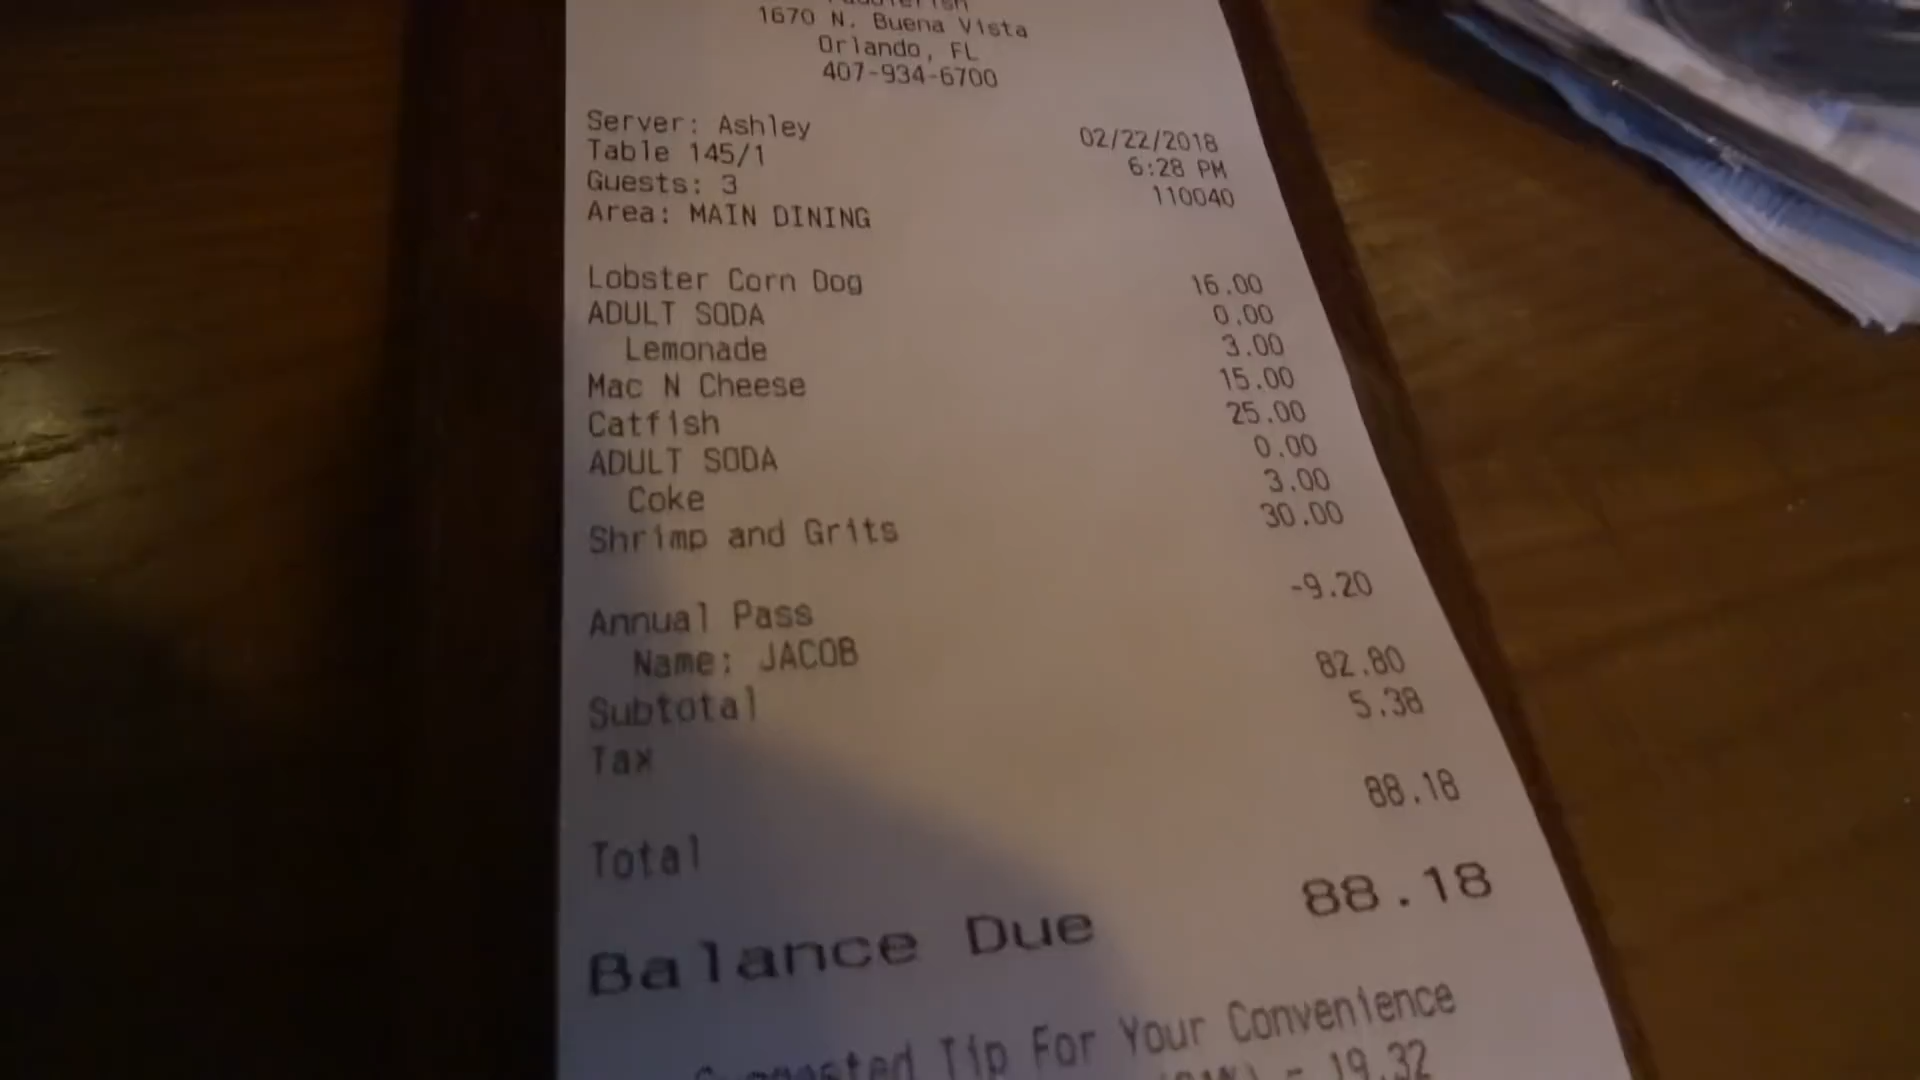 1670 N. Buena Vista
Orlando, FL
407-934-6700
Server: Ashley 02/22/2018
Table 145/1 6:28 PM
Guests: 3 110040
Area: MAIN DINING
Lobster Corn Dog 16.00
ADULT SODA 0.00
Lemonade 3.00
Mac N Cheese 15.00
Catfish 25.00
ADULT SODA 0.00
Coke 3.00
Shrimp and Grits 30.00
Annual Pass -9.20
Name: JACOB
Subtotal 82.80
Tax 5.38
Total 88.18
Balance Due 88.18
Suggested Tip For Your Convenience
- 19.32